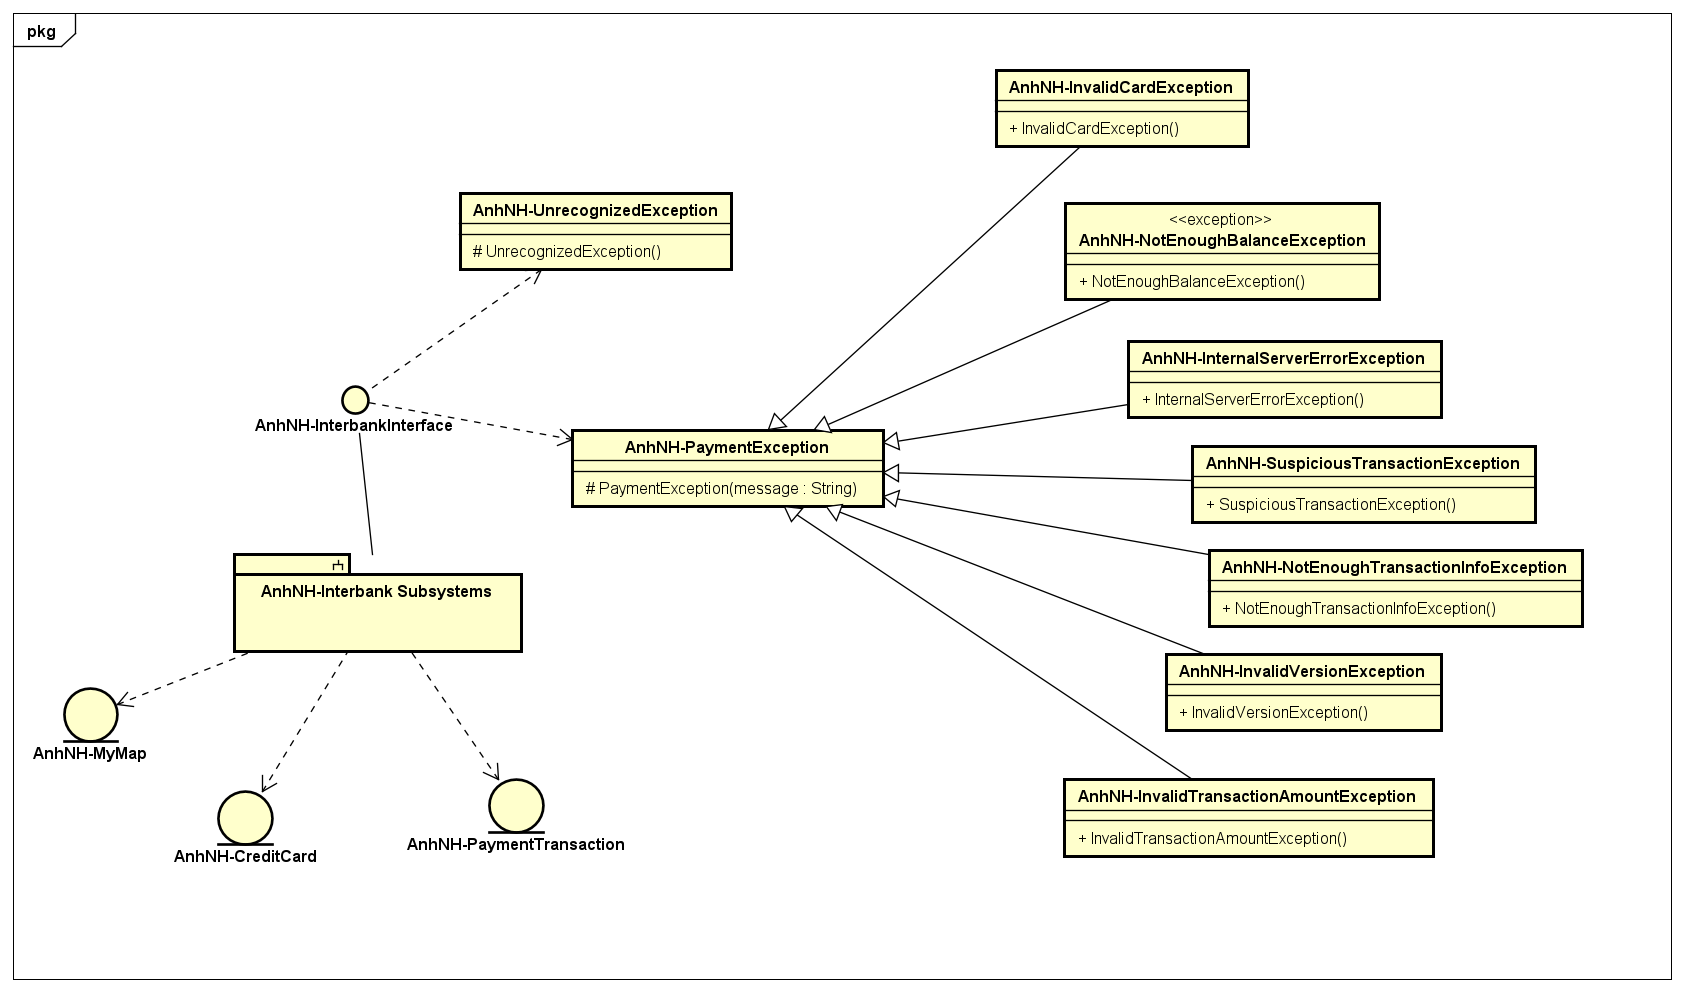 pkg
AnhNH-InvalidCardException
+ InvalidCardException()
AnhNH-UnrecognizedException
# UnrecognizedException()
<<exception>>
AnhNH-NotEnoughBalanceException
+ NotEnoughBalanceException()
AnhNH-InternalServerErrorException
+ InternalServerErrorException()
AnhNH-InterbankInterface
AnhNH-PaymentException
# PaymentException(message : String)
AnhNH-SuspiciousTransactionException
+ SuspiciousTransactionException()
AnhNH-NotEnoughTransactionInfoException
+ NotEnoughTransactionInfoException()
AnhNH-Interbank Subsystems
AnhNH-InvalidVersionException
+ InvalidVersionException()
AnhNH-MyMap
AnhNH-InvalidTransactionAmountException
+ InvalidTransactionAmountException()
AnhNH-PaymentTransaction
AnhNH-CreditCard